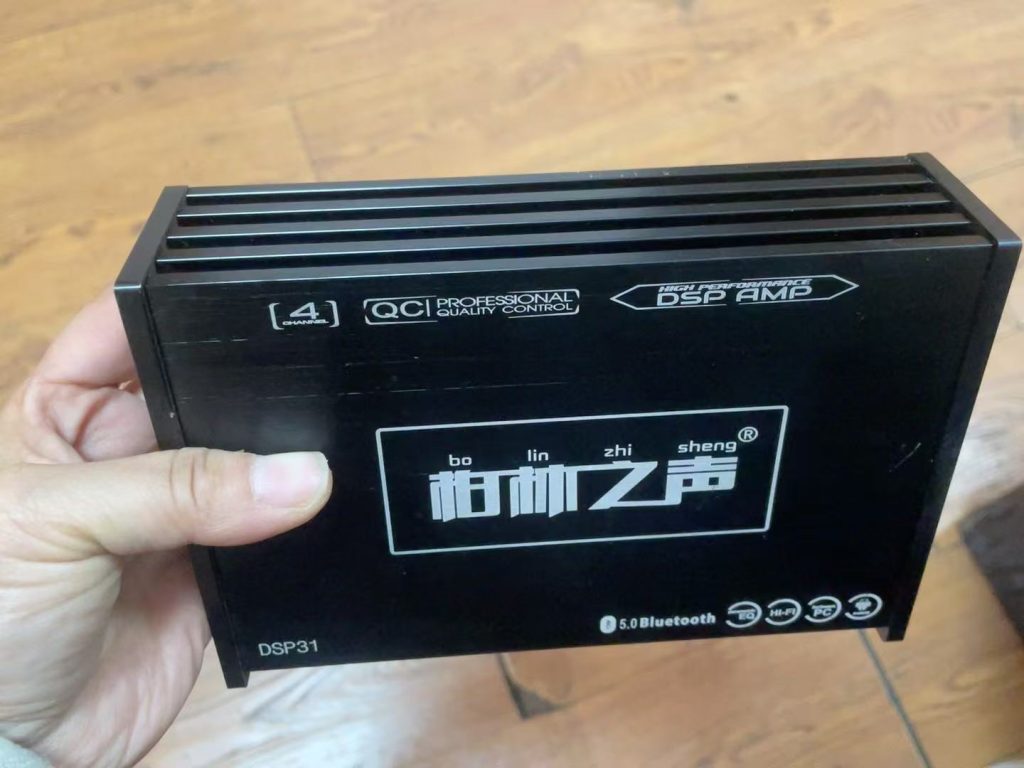 [4]
CHANNEL
QC PROFESSIONAL
QUALITY CONTROL
HIGH PERFORMANCE
DSP AMP
bo lin zhi sheng ®
柏林之声
5.0 Bluetooth
EQ
HI-FI
PC
DSP31